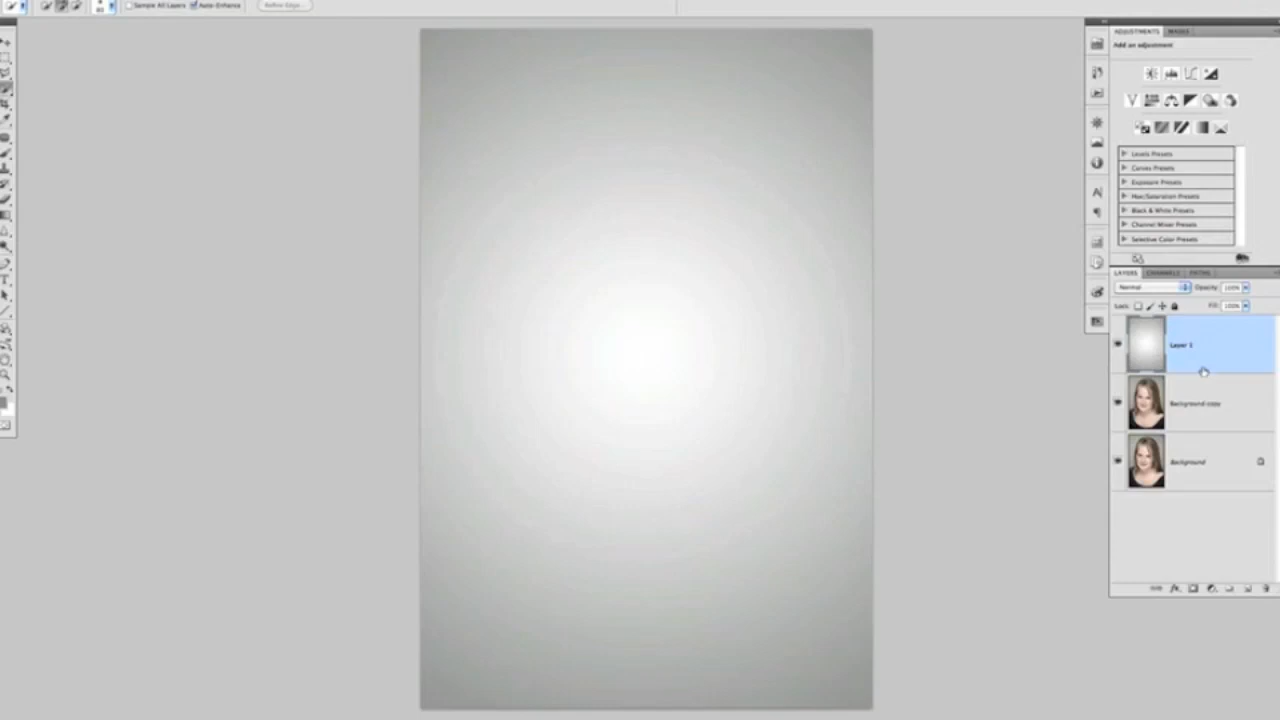 Sample All Layers Auto-Enhance Refine Edge...
ADJUSTMENTS MASKS
Add an adjustment
Levels Presets
Curves Presets
Exposure Presets
Hue/Saturation Presets
Black & White Presets
Channel Mixer Presets
Selective Color Presets
LAYERS CHANNELS PATHS
Normal Opacity: 100%
Lock: Fill: 100%
Layer 1
Background copy
Background